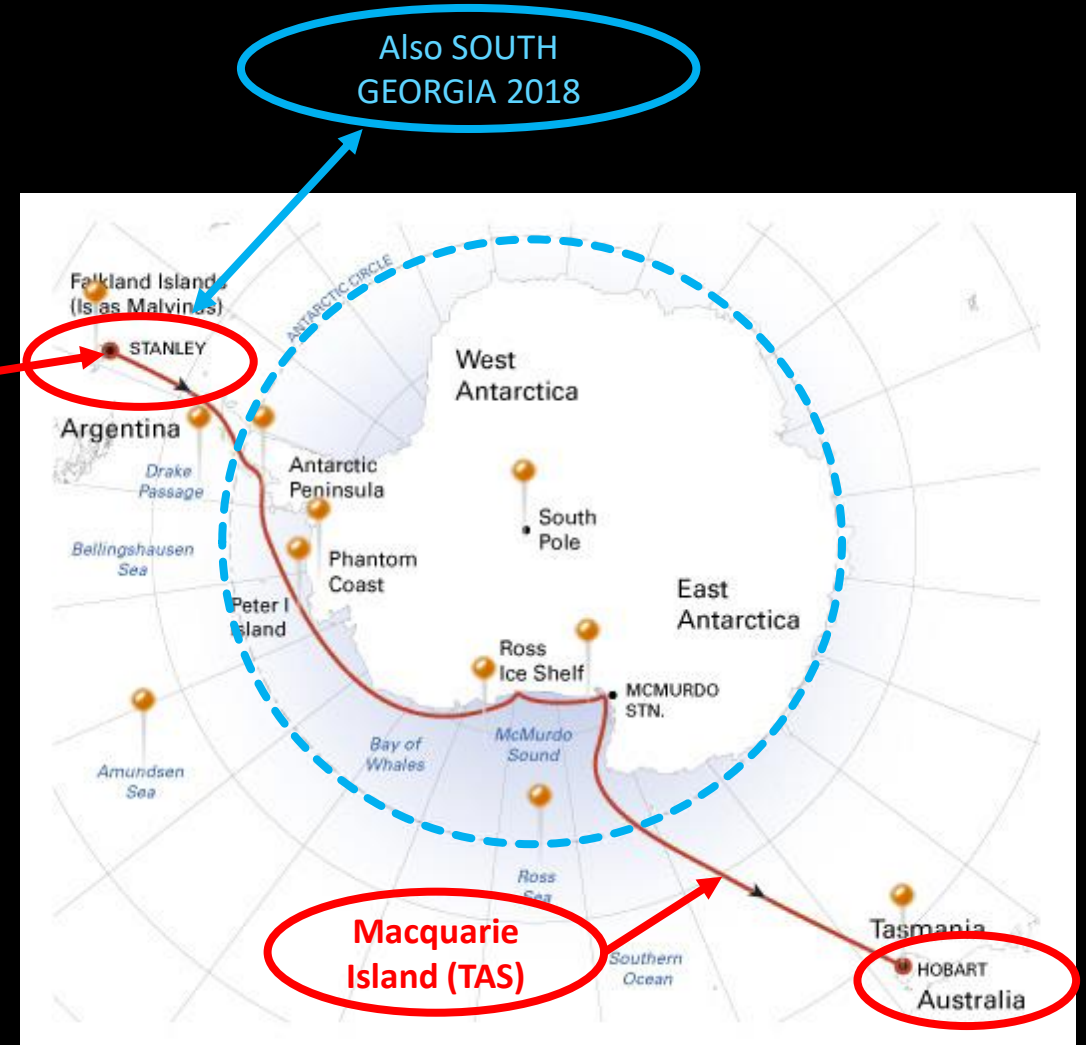 Also SOUTH
GEORGIA 2018
Falkland Islands
(Islas Malvinas)
STANLEY
ANTARCTIC CIRCLE
West
Antarctica
Argentina
Drake
Passage
Antarctic
Peninsula
South
Pole
Bellingshausen
Sea
Phantom
Coast
East
Antarctica
Peter I
Island
Ross
Ice Shelf
MCMURDO
STN.
Bay of
Whales
McMurdo
Sound
Amundsen
Sea
Ross
Sea
Macquarie
Island (TAS)
Southern
Ocean
Tasmania
HOBART
Australia